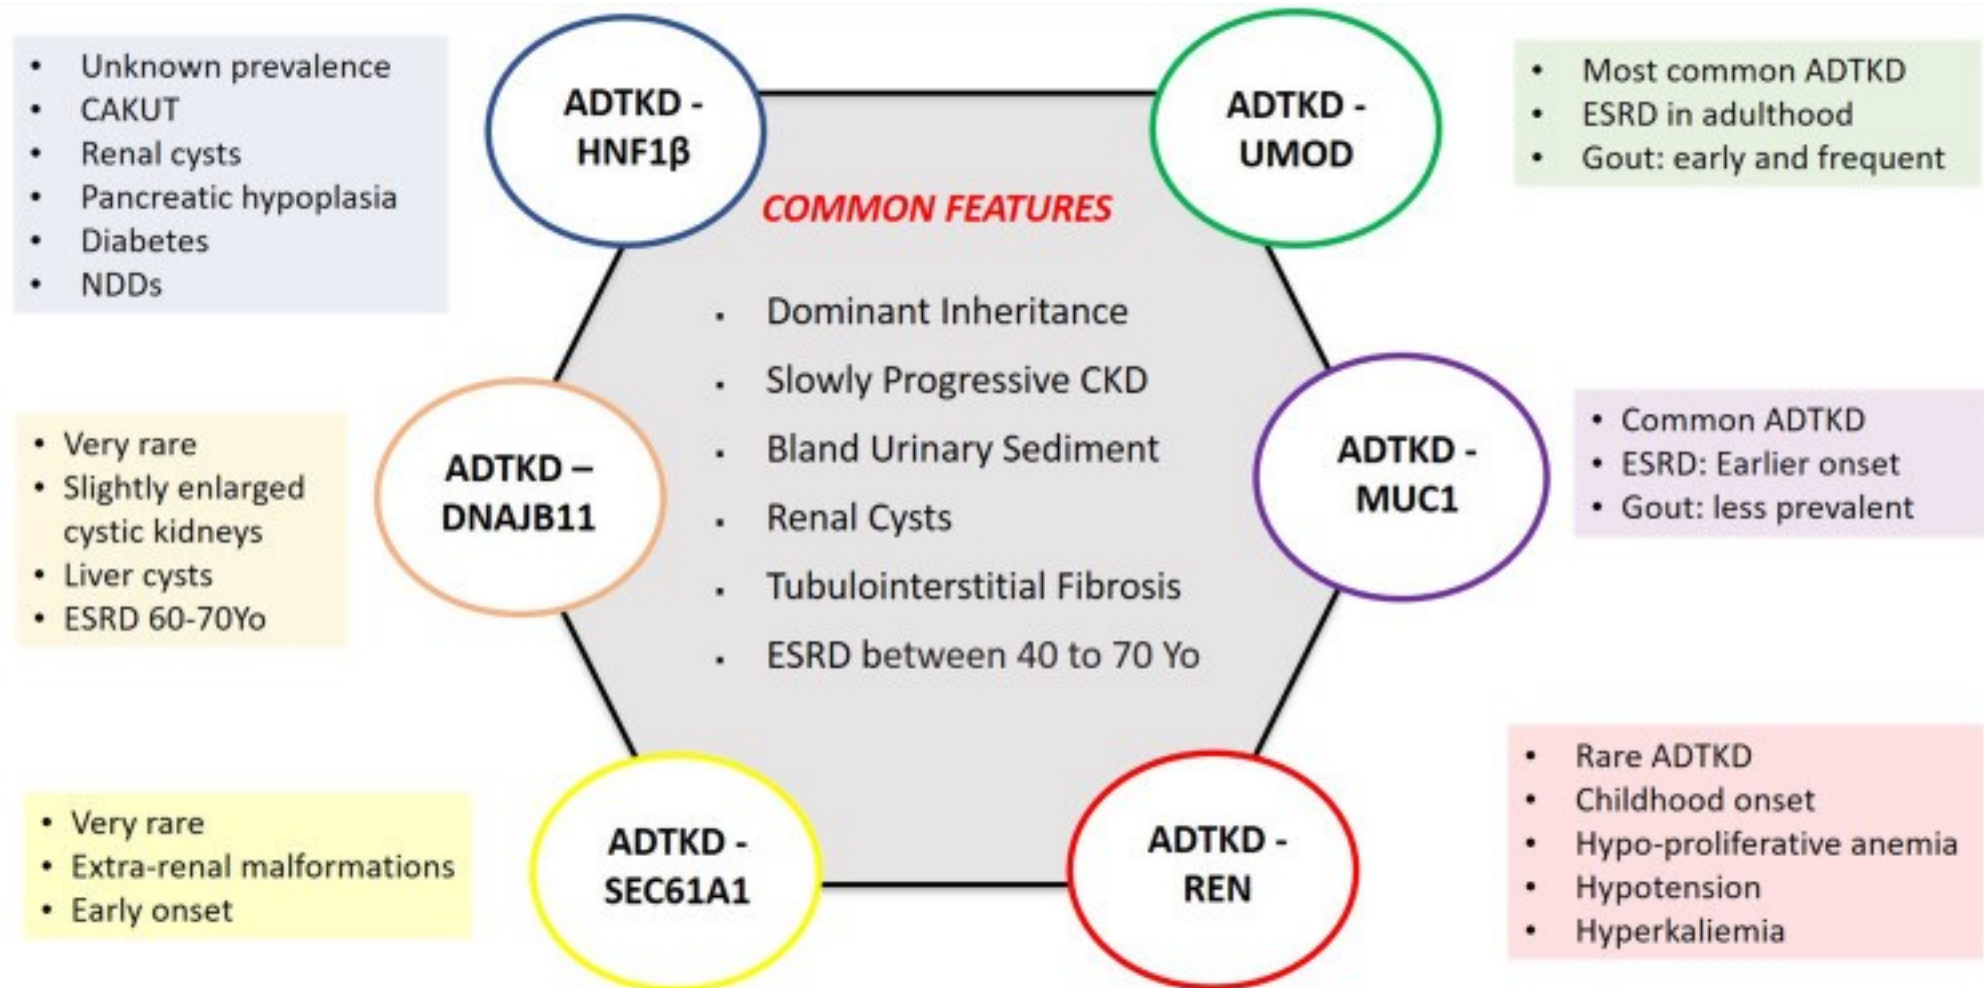 • Unknown prevalence
• CAKUT
• Renal cysts
• Pancreatic hypoplasia
• Diabetes
• NDDs
ADTKD -
HNF1β
ADTKD -
UMOD
• Most common ADTKD
• ESRD in adulthood
• Gout: early and frequent
COMMON FEATURES
▪ Dominant Inheritance
▪ Slowly Progressive CKD
▪ Bland Urinary Sediment
▪ Renal Cysts
▪ Tubulointerstitial Fibrosis
▪ ESRD between 40 to 70 Yo
• Very rare
• Slightly enlarged
cystic kidneys
• Liver cysts
• ESRD 60-70Yo
ADTKD –
DNAJB11
ADTKD -
MUC1
• Common ADTKD
• ESRD: Earlier onset
• Gout: less prevalent
• Very rare
• Extra-renal malformations
• Early onset
ADTKD -
SEC61A1
ADTKD -
REN
• Rare ADTKD
• Childhood onset
• Hypo-proliferative anemia
• Hypotension
• Hyperkaliemia